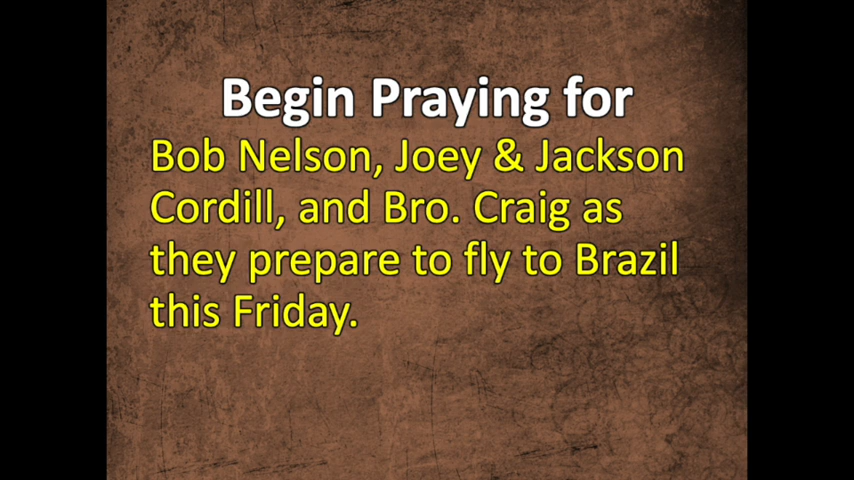 Begin Praying for
Bob Nelson, Joey & Jackson
Cordill, and Bro. Craig as
they prepare to fly to Brazil
this Friday.